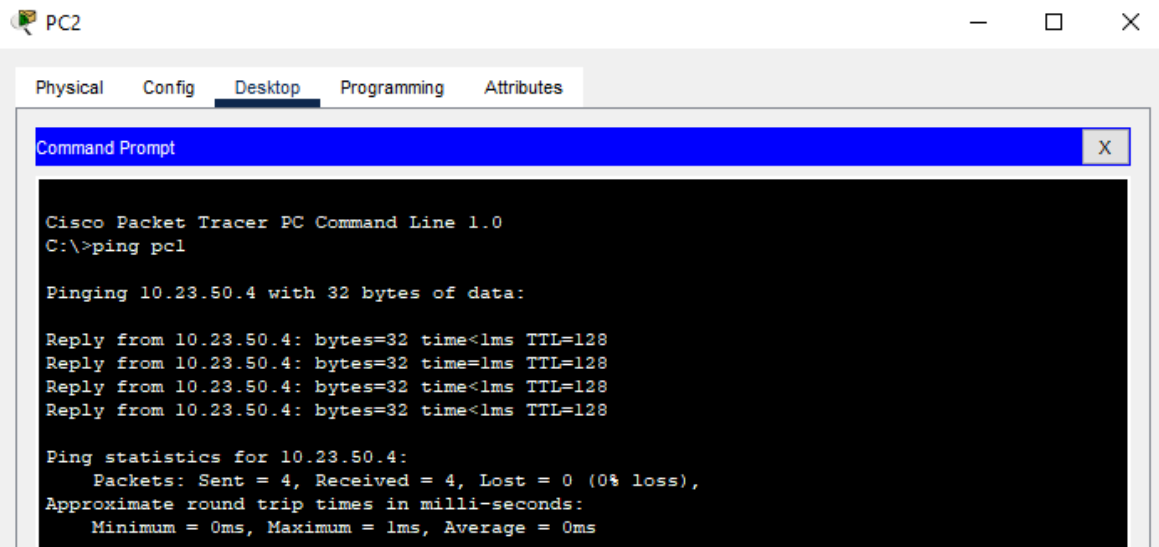 PC2
Physical Config Desktop Programming Attributes
Command Prompt
X
Cisco Packet Tracer PC Command Line 1.0
C:\>ping pc1
Pinging 10.23.50.4 with 32 bytes of data:
Reply from 10.23.50.4: bytes=32 time<1ms TTL=128
Reply from 10.23.50.4: bytes=32 time=1ms TTL=128
Reply from 10.23.50.4: bytes=32 time<1ms TTL=128
Reply from 10.23.50.4: bytes=32 time<1ms TTL=128
Ping statistics for 10.23.50.4:
Packets: Sent = 4, Received = 4, Lost = 0 (0% loss),
Approximate round trip times in milli-seconds:
Minimum = 0ms, Maximum = 1ms, Average = 0ms